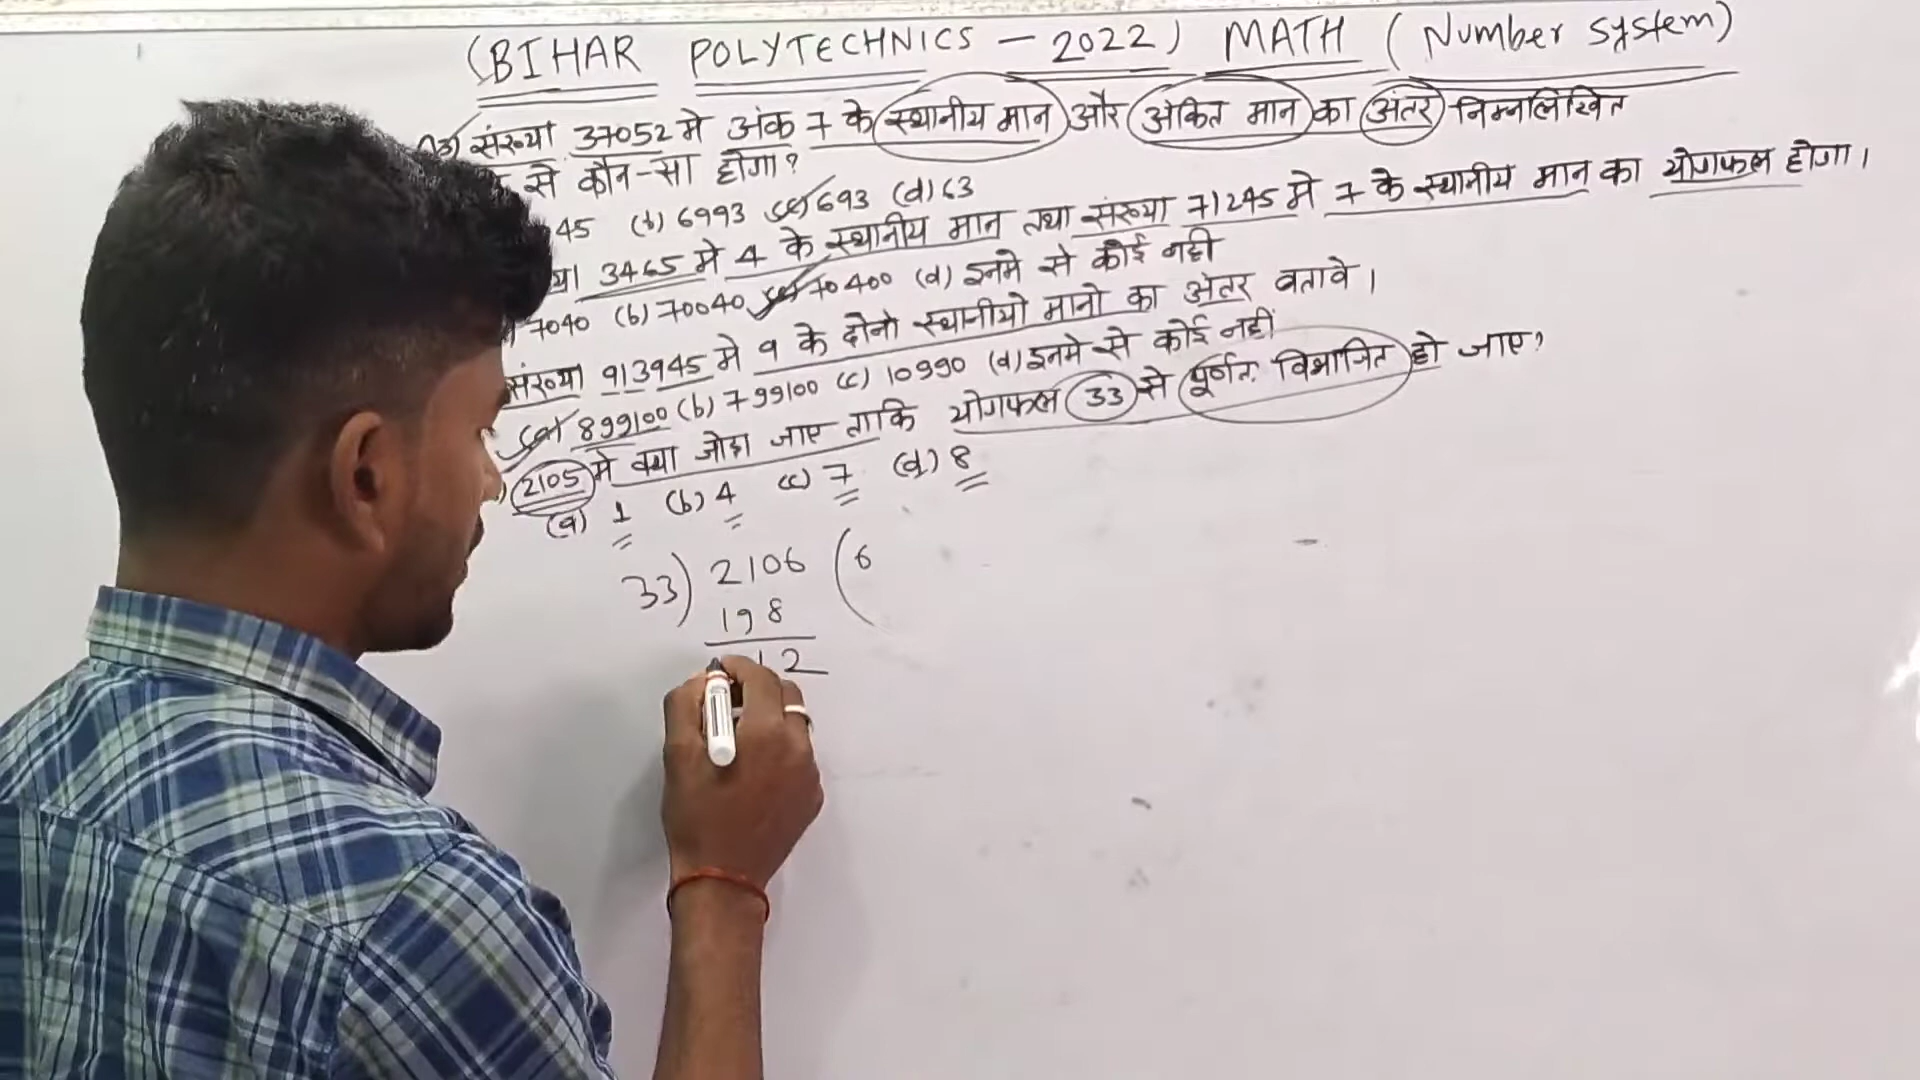 (BIHAR POLYTECHNICS - 2022) MATH (Number system)
संख्या 37052 मे अंक 7 के स्थानीय मान और अंकित मान का अंतर निम्नलिखित
से कौन-सा होगा?
45 (b) 6993 (c) 693 (d) 63
3465 मे 4 के स्थानीय मान तथा संख्या 71245 मे 7 के स्थानीय मान का योगफल होगा।
7040 (b) 70040 (c) 70400 (d) इनमे से कोई नही
संख्या 913945 मे 9 के दोनो स्थानीयो मानो का अंतर बतावे।
(a) 899100 (b) 799100 (c) 10990 (d) इनमे से कोई नहीं
2105 मे क्या जोड़ा जाए ताकि योगफल 33 से पूर्णतः विभाजित हो जाए?
(a) 1 (b) 4 (c) 7 (d) 8
33) 2106 (6
198
12